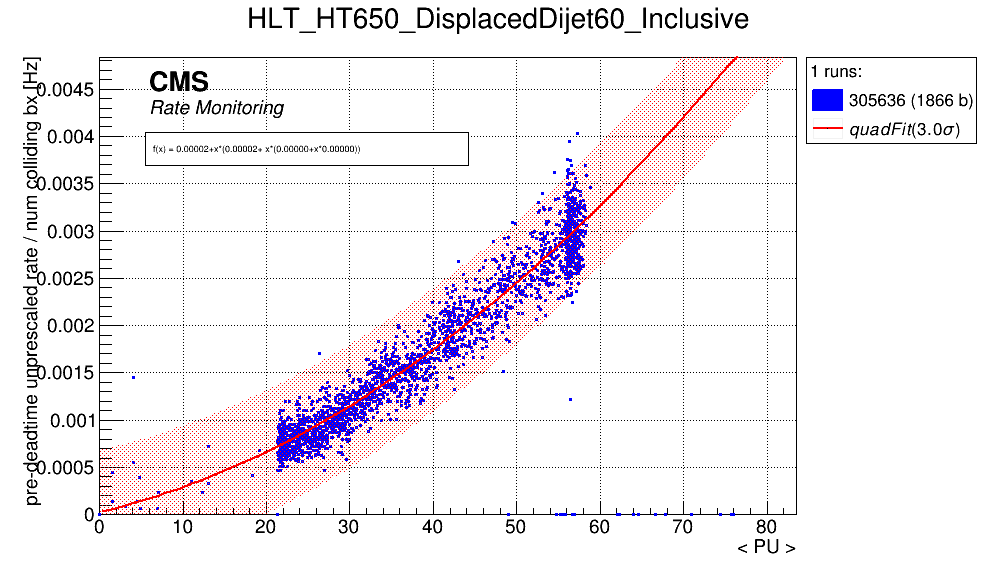 HLT_HT650_DisplacedDijet60_Inclusive
pre-deadtime unprescaled rate / num colliding bx [Hz]
CMS
Rate Monitoring
f(x) = 0.00002+x*(0.00002+ x*(0.00000+x*0.00000))
1 runs:
305636 (1866 b)
quadFit(3.0σ)
0.0045
0.004
0.0035
0.003
0.0025
0.002
0.0015
0.001
0.0005
0
0 10 20 30 40 50 60 70 80
< PU >